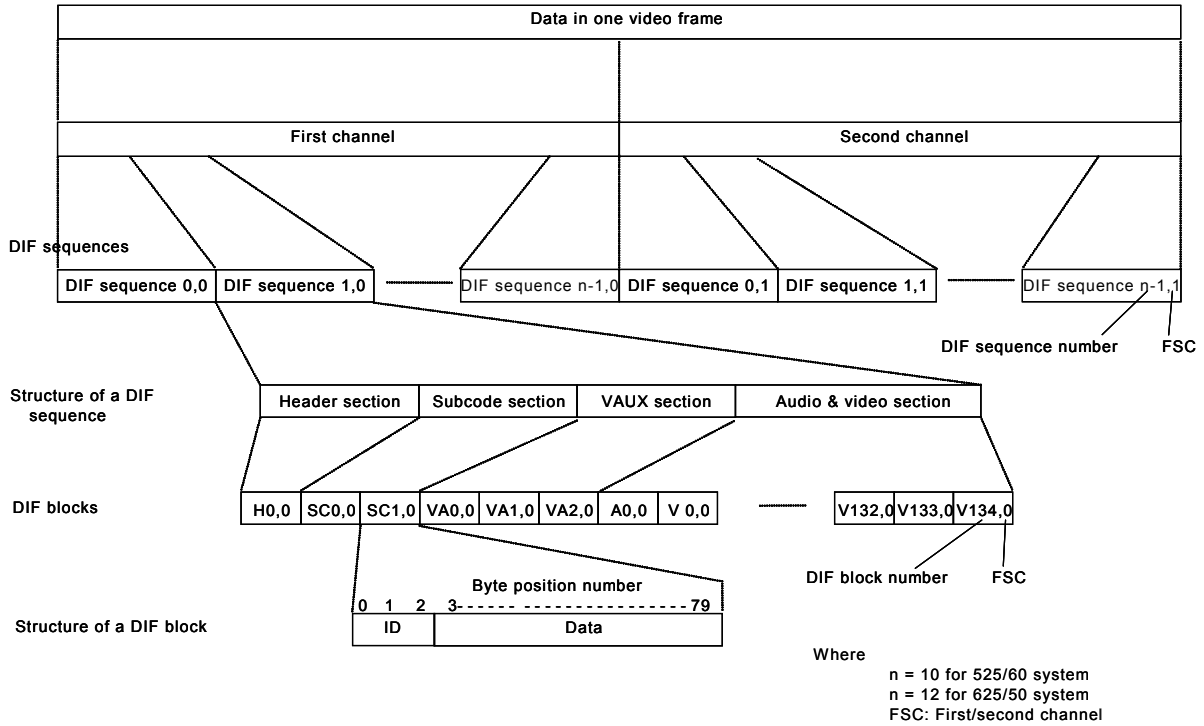 Data in one video frame
First channel
Second channel
DIF sequences
DIF sequence 0,0
DIF sequence 1,0
DIF sequence n-1,0
DIF sequence 0,1
DIF sequence 1,1
DIF sequence n-1,1
DIF sequence number
FSC
Structure of a DIF
sequence
Header section
Subcode section
VAUX section
Audio & video section
DIF blocks
H0,0
SC0,0
SC1,0
VA0,0
VA1,0
VA2,0
A0,0
V 0,0
V132,0
V133,0
V134,0
DIF block number
FSC
Byte position number
0 1 2 3------ -----------------79
Structure of a DIF block
ID
Data
Where
n = 10 for 525/60 system
n = 12 for 625/50 system
FSC: First/second channel